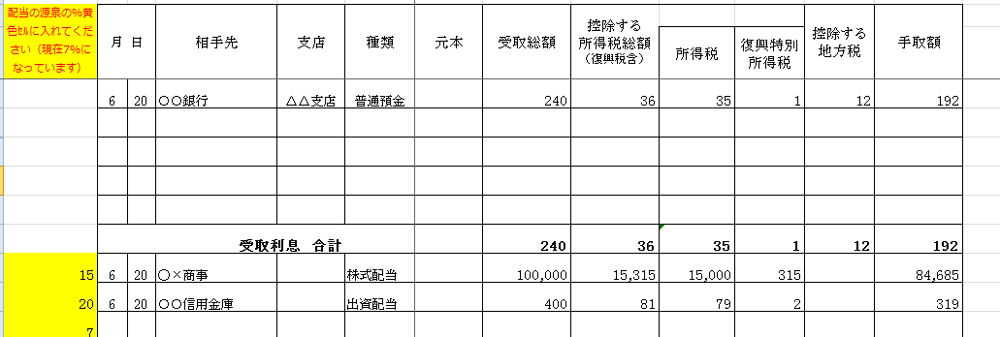 配当の源泉の％黄
色ｾﾙに入れてくだ
さい（現在7％に
なっています）
月 日 相手先 支店 種類 元本 受取総額 控除する 所得税総額 （復興税含） 所得税 復興特別 所得税 控除する 地方税 手取額
6 20 〇〇銀行 △△支店 普通預金 240 36 35 1 12 192
受取利息 合計 240 36 35 1 12 192
15 6 20 〇×商事 株式配当 100,000 15,315 15,000 315 84,685
20 6 20 〇〇信用金庫 出資配当 400 81 79 2 319
7